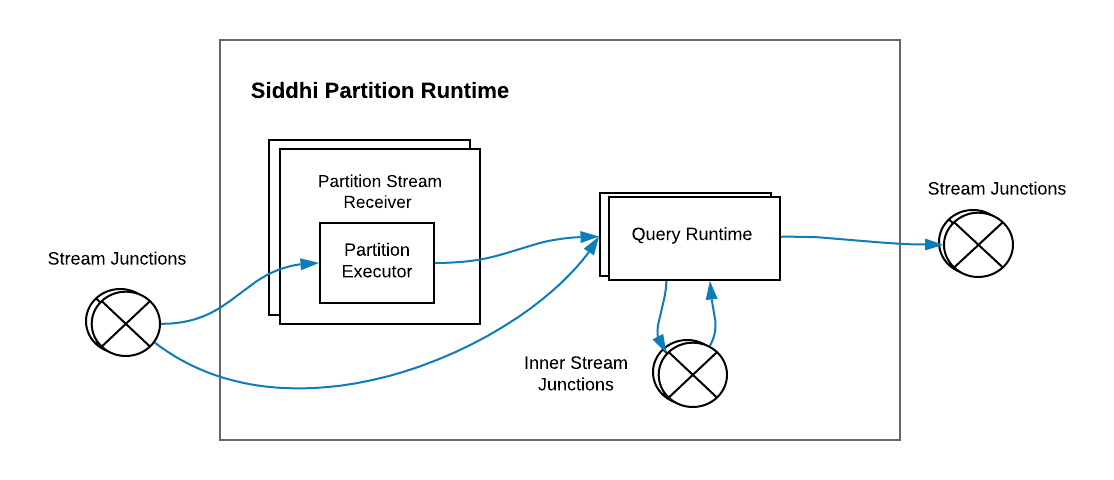 Siddhi Partition Runtime
Partition Stream
Receiver
Partition
Executor
Stream Junctions
Query Runtime
Inner Stream
Junctions
Stream Junctions